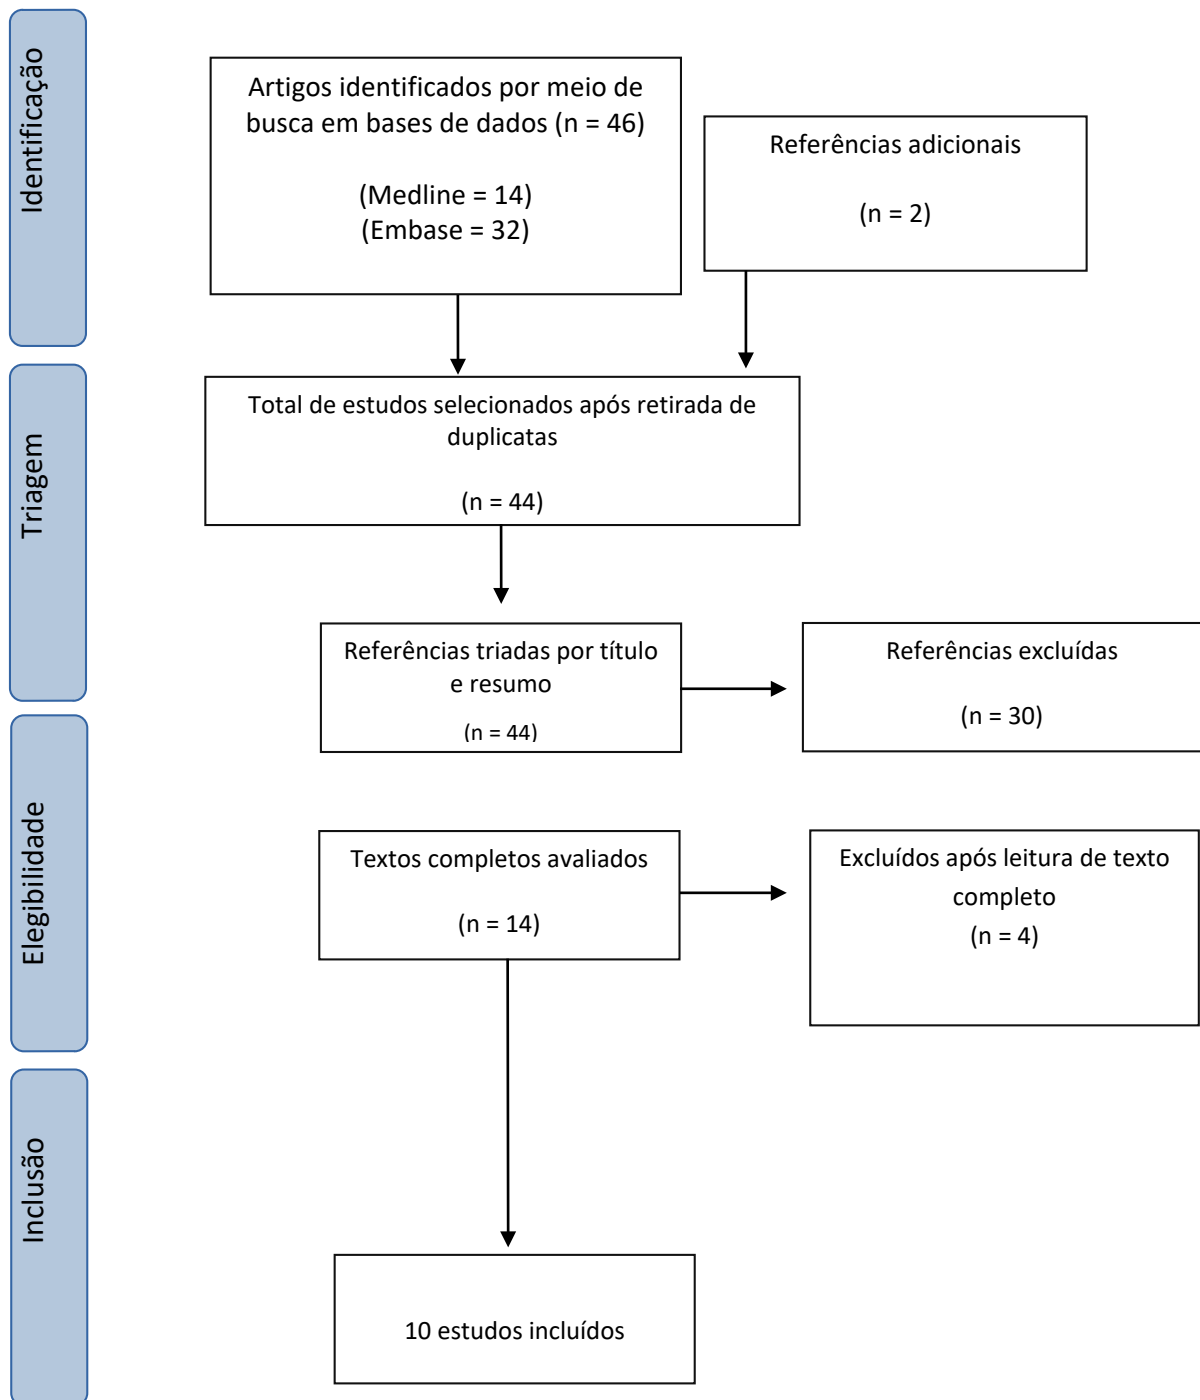 Identificação
Artigos identificados por meio de
busca em bases de dados (n = 46)
(Medline = 14)
(Embase = 32)
Referências adicionais
(n = 2)
Triagem
Total de estudos selecionados após retirada de
duplicatas
(n = 44)
Referências triadas por título
e resumo
(n = 44)
Referências excluídas
(n = 30)
Elegibilidade
Textos completos avaliados
(n = 14)
Excluídos após leitura de texto
completo
(n = 4)
Inclusão
10 estudos incluídos